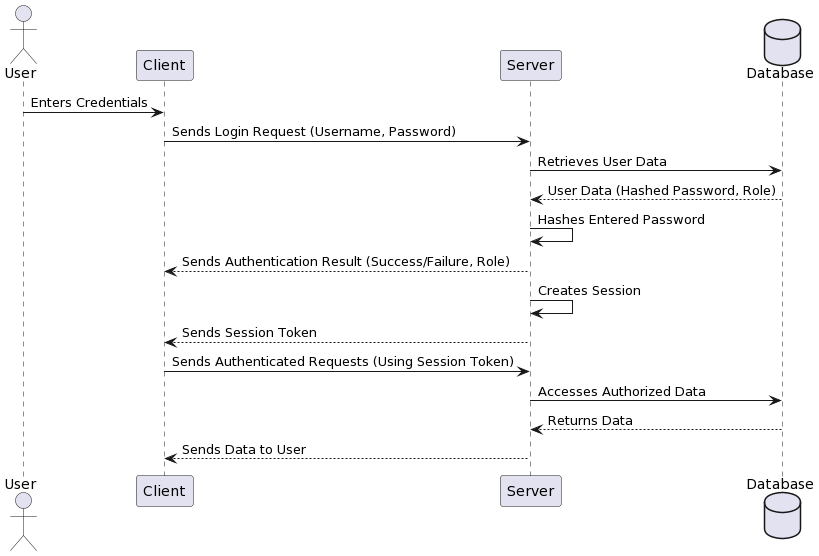 User
Client
Server
Database
Enters Credentials
Sends Login Request (Username, Password)
Retrieves User Data
User Data (Hashed Password, Role)
Hashes Entered Password
Sends Authentication Result (Success/Failure, Role)
Creates Session
Sends Session Token
Sends Authenticated Requests (Using Session Token)
Accesses Authorized Data
Returns Data
Sends Data to User
User
Client
Server
Database